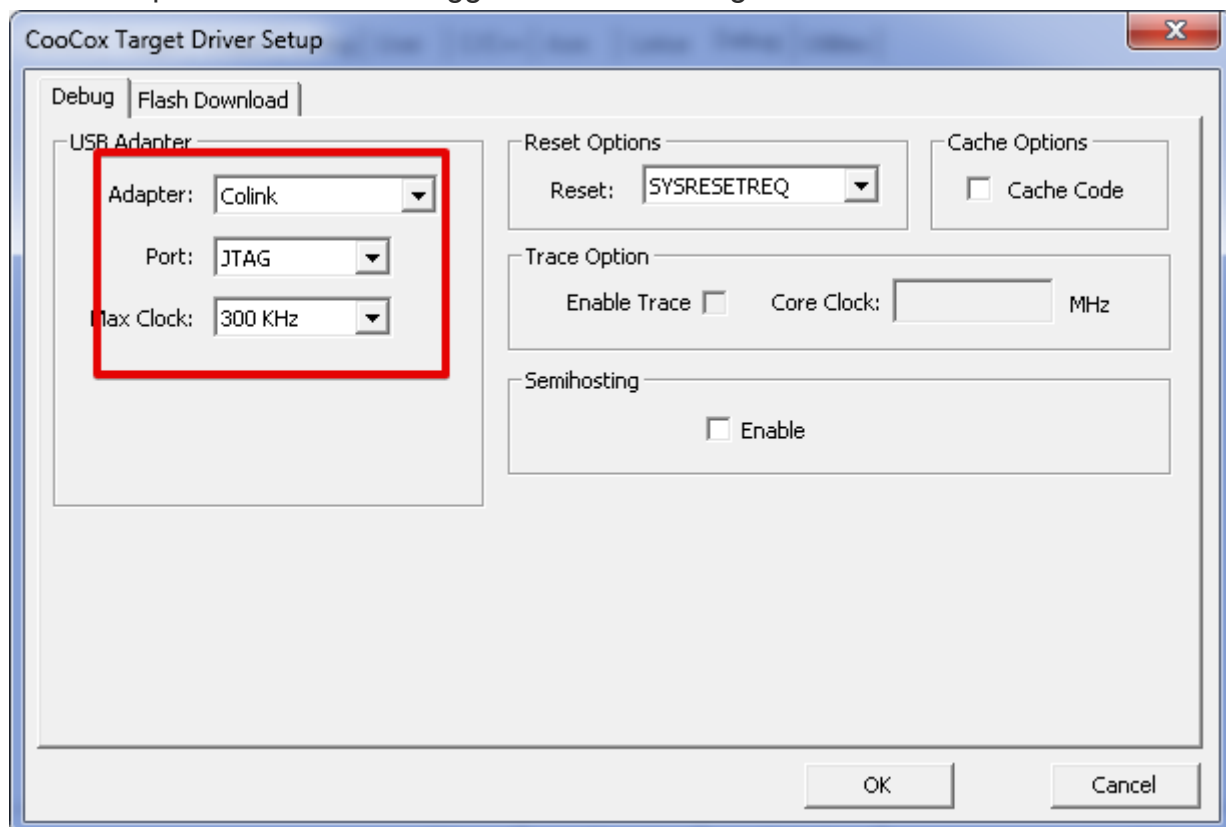 CooCox Target Driver Setup
Debug
Flash Download
USB Adapter
Adapter: Colink
Port: JTAG
Max Clock: 300 KHz
Reset Options
Reset: SYSRESETREQ
Cache Options
Cache Code
Trace Option
Enable Trace Core Clock: MHz
Semihosting
Enable
OK
Cancel